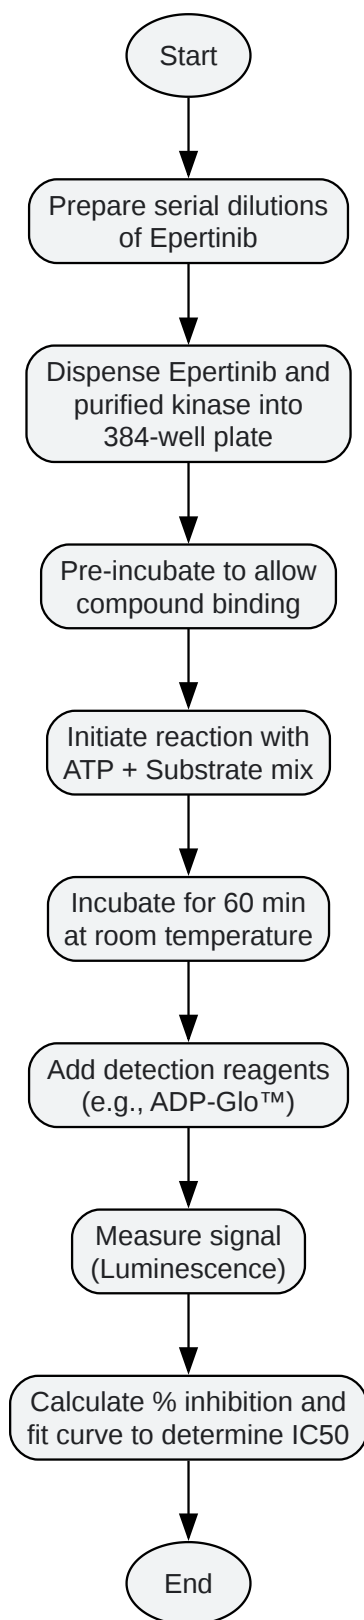 Start
Prepare serial dilutions
of Epertinib
Dispense Epertinib and
purified kinase into
384-well plate
Pre-incubate to allow
compound binding
Initiate reaction with
ATP + Substrate mix
Incubate for 60 min
at room temperature
Add detection reagents
(e.g., ADP-Glo™)
Measure signal
(Luminescence)
Calculate % inhibition and
fit curve to determine IC50
End